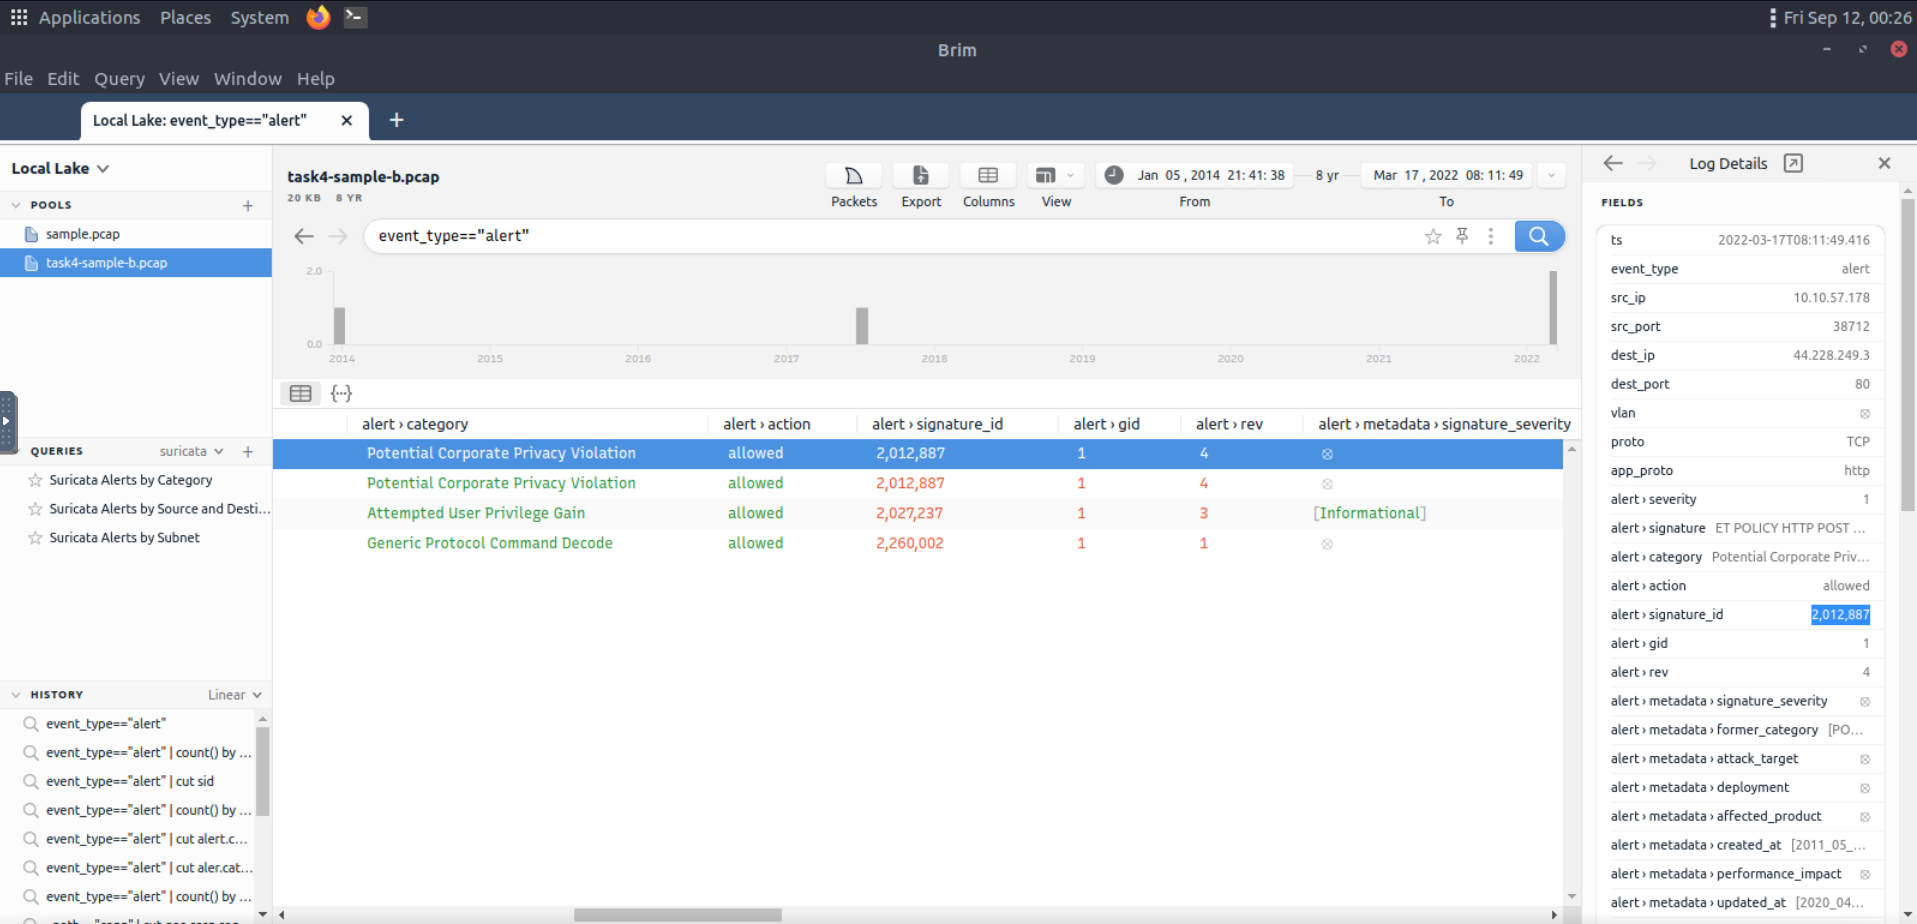 Applications Places System Fri Sep 12, 00:26
Brim
File Edit Query View Window Help
Local Lake: event_type=="alert"
Local Lake
POOLS
sample.pcap
task4-sample-b.pcap
QUERIES suricata
Suricata Alerts by Category
Suricata Alerts by Source and Desti...
Suricata Alerts by Subnet
HISTORY Linear
event_type=="alert"
event_type=="alert" | count() by ...
event_type=="alert" | cut sid
event_type=="alert" | count() by ...
event_type=="alert" | cut alert.c...
event_type=="alert" | cut aler.cat...
event_type=="alert" | count() by ...
task4-sample-b.pcap
20 KB 8 YR
Packets Export Columns View
Jan 05 , 2014 21: 41: 38 8 yr Mar 17 , 2022 08: 11: 49
From To
event_type=="alert"
2.0
0.0
2014 2015 2016 2017 2018 2019 2020 2021 2022
alert › category alert › action alert › signature_id alert › gid alert › rev alert › metadata › signature_severity
Potential Corporate Privacy Violation allowed 2,012,887 1 4
Potential Corporate Privacy Violation allowed 2,012,887 1 4
Attempted User Privilege Gain allowed 2,027,237 1 3 [Informational]
Generic Protocol Command Decode allowed 2,260,002 1 1
Log Details
FIELDS
ts 2022-03-17T08:11:49.416
event_type alert
src_ip 10.10.57.178
src_port 38712
dest_ip 44.228.249.3
dest_port 80
vlan
proto TCP
app_proto http
alert › severity 1
alert › signature ET POLICY HTTP POST ...
alert › category Potential Corporate Priv...
alert › action allowed
alert › signature_id 2,012,887
alert › gid 1
alert › rev 4
alert › metadata › signature_severity
alert › metadata › former_category [PO...
alert › metadata › attack_target
alert › metadata › deployment
alert › metadata › affected_product
alert › metadata › created_at [2011_05_...
alert › metadata › performance_impact
alert › metadata › updated_at [2020_04...